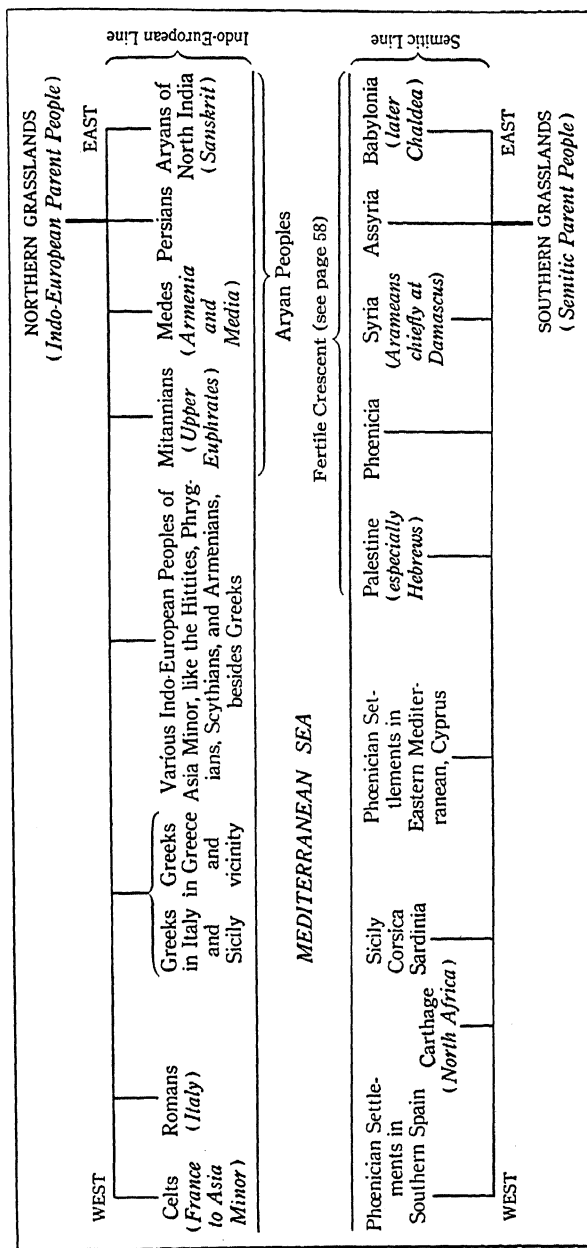 NORTHERN GRASSLANDS
(Indo-European Parent People)
WEST
EAST
Celts
(France
to Asia
Minor)
Romans
(Italy)
Greeks
in Italy
and
Sicily
Greeks
in Greece
and
vicinity
Various Indo-European Peoples of
Asia Minor, like the Hittites, Phryg-
ians, Scythians, and Armenians,
besides Greeks
Mitannians
(Upper
Euphrates)
Medes
(Armenia
and
Media)
Persians
Aryans of
North India
(Sanskrit)
Indo-European Line
Aryan Peoples
MEDITERRANEAN SEA
Fertile Crescent (see page 58)
Phœnician Settle-
ments in
Southern Spain
Carthage
(North Africa)
Sicily
Corsica
Sardinia
Phœnician Set-
tlements in
Eastern Mediter-
ranean, Cyprus
Palestine
(especially
Hebrews)
Phœnicia
Syria
(Arameans
chiefly at
Damascus)
Assyria
Babylonia
(later
Chaldea)
Semitic Line
WEST
EAST
SOUTHERN GRASSLANDS
(Semitic Parent People)